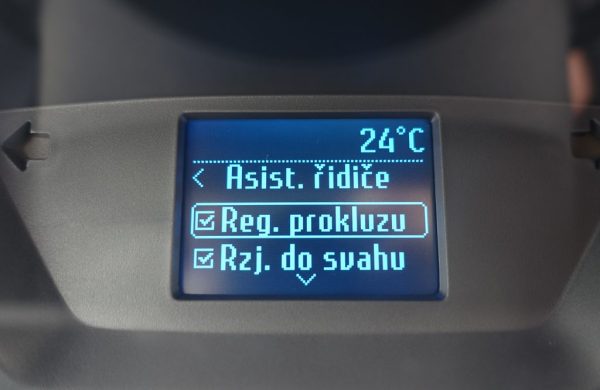 24°C
< Asist. řidiče
Reg. prokluzu
Rzj. do svahu